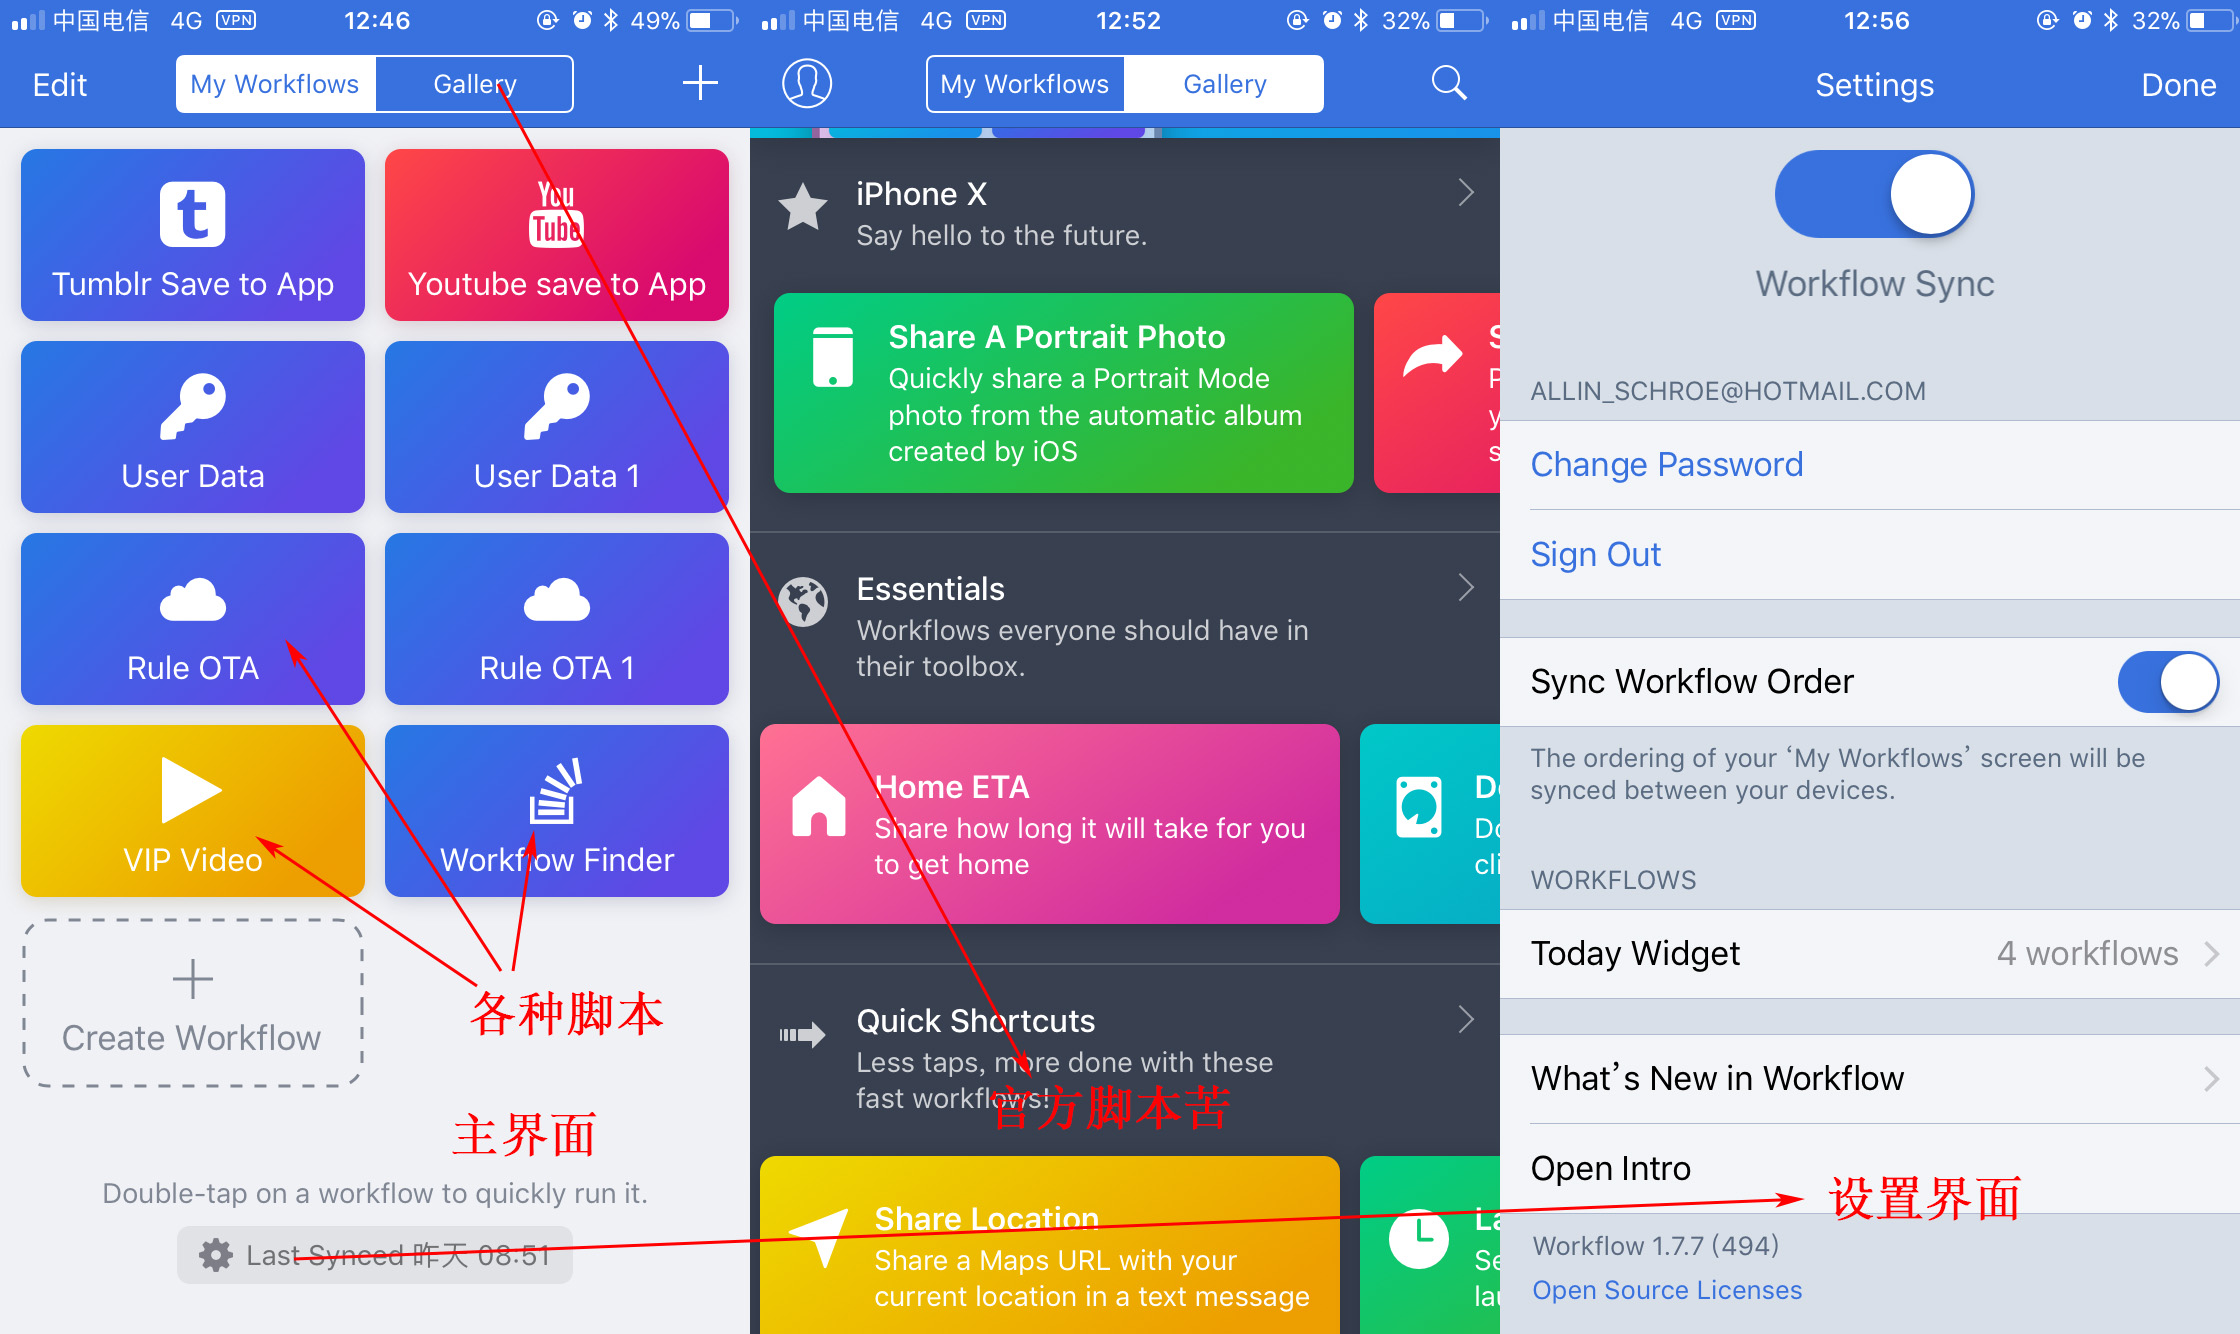 中国电信 4G VPN 12:46 49%
Edit My Workflows Gallery
Tumblr Save to App
You
Tube
Youtube save to App
User Data
User Data 1
Rule OTA
Rule OTA 1
VIP Video
Workflow Finder
Create Workflow
各种脚本
主界面
Double-tap on a workflow to quickly run it.
Last Synced 昨天 08:51
中国电信 4G VPN 12:52 32%
My Workflows Gallery
iPhone X
Say hello to the future.
Share A Portrait Photo
Quickly share a Portrait Mode
photo from the automatic album
created by iOS
S
P
y
s
Essentials
Workflows everyone should have in
their toolbox.
Home ETA
Share how long it will take for you
to get home
Do
Do
cli
Quick Shortcuts
Less taps, more done with these
fast workflows!
官方脚本苦
Share Location
Share a Maps URL with your
current location in a text message
La
Se
lau
中国电信 4G VPN 12:56 32%
Settings Done
Workflow Sync
ALLIN_SCHROE@HOTMAIL.COM
Change Password
Sign Out
Sync Workflow Order
The ordering of your ‘My Workflows’ screen will be
synced between your devices.
WORKFLOWS
Today Widget 4 workflows
What’s New in Workflow
Open Intro
设置界面
Workflow 1.7.7 (494)
Open Source Licenses